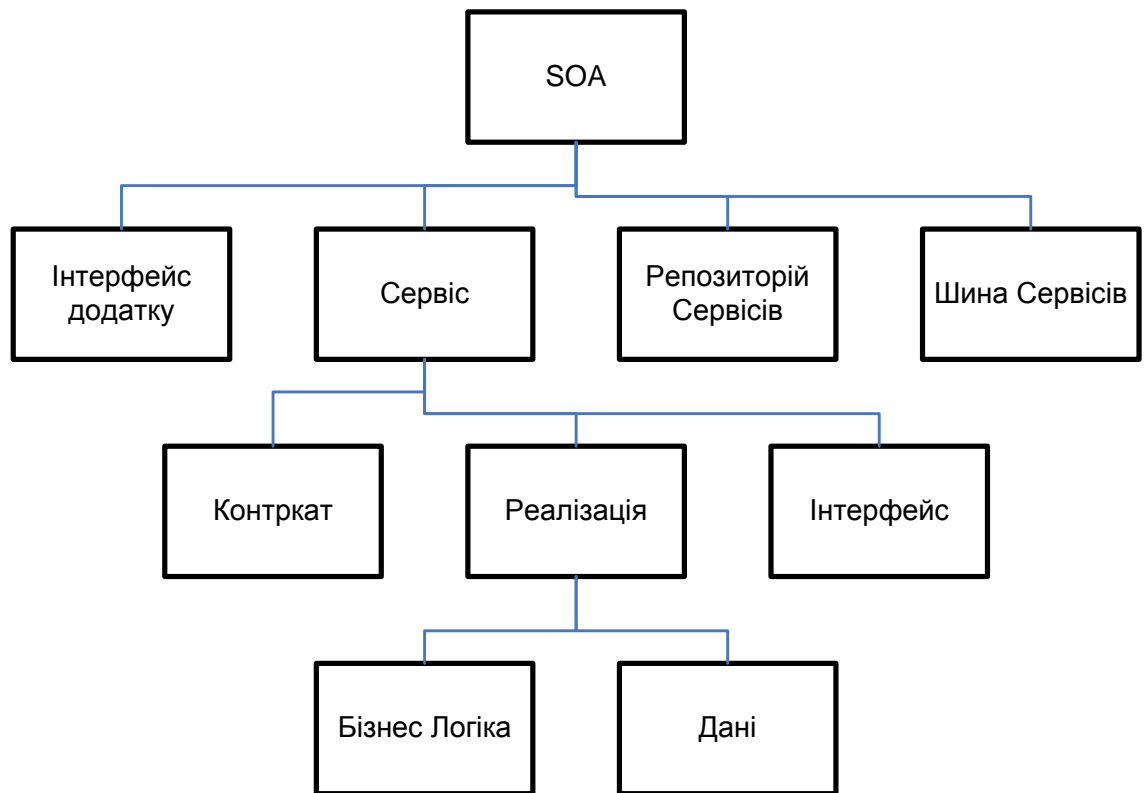 SOA
Інтерфейс
додатку
Сервіс
Репозиторій
Сервісів
Шина Сервісів
Контркат
Реалізація
Інтерфейс
Бізнес Логіка
Дані